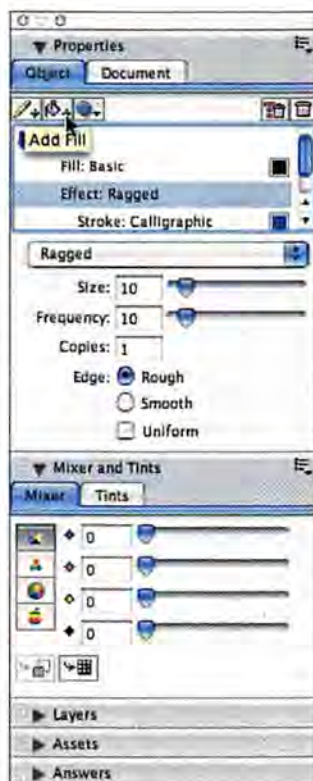 Properties
Object Document
Add Fill
Fill: Basic
Effect: Ragged
Stroke: Calligraphic
Ragged
Size: 10
Frequency: 10
Copies: 1
Edge: Rough
Smooth
Uniform
Mixer and Tints
Mixer Tints
0
0
0
0
Layers
Assets
Answers